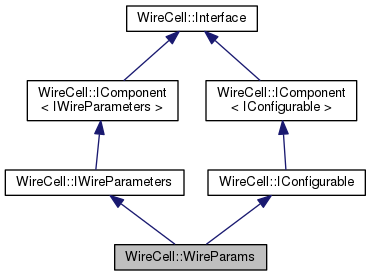 WireCell::Interface
WireCell::IComponent
< IWireParameters >
WireCell::IComponent
< IConfigurable >
WireCell::IWireParameters
WireCell::IConfigurable
WireCell::WireParams